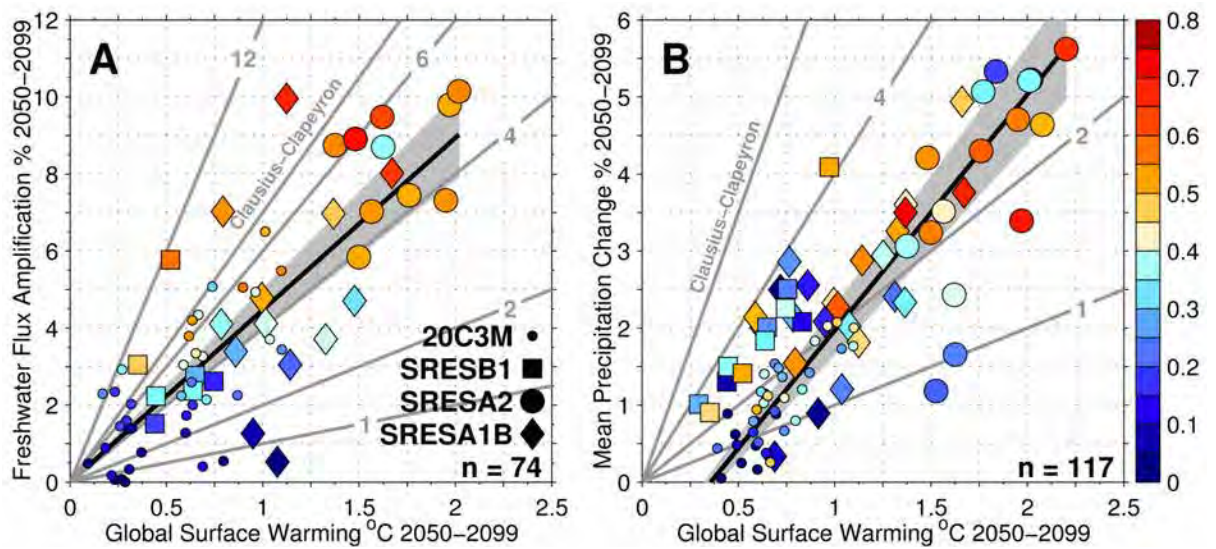 A
Freshwater Flux Amplification % 2050−2099
12
10
8
6
4
2
0
12
Clausius−Clapeyron
6
4
2
1
20C3M
SRESB1
SRESA2
SRESA1B
n = 74
0 0.5 1 1.5 2 2.5
Global Surface Warming °C 2050−2099
B
Mean Precipitation Change % 2050−2099
6
5
4
3
2
1
0
Clausius−Clapeyron
4
2
1
n = 117
0 0.5 1 1.5 2 2.5
Global Surface Warming °C 2050−2099
0.8
0.7
0.6
0.5
0.4
0.3
0.2
0.1
0